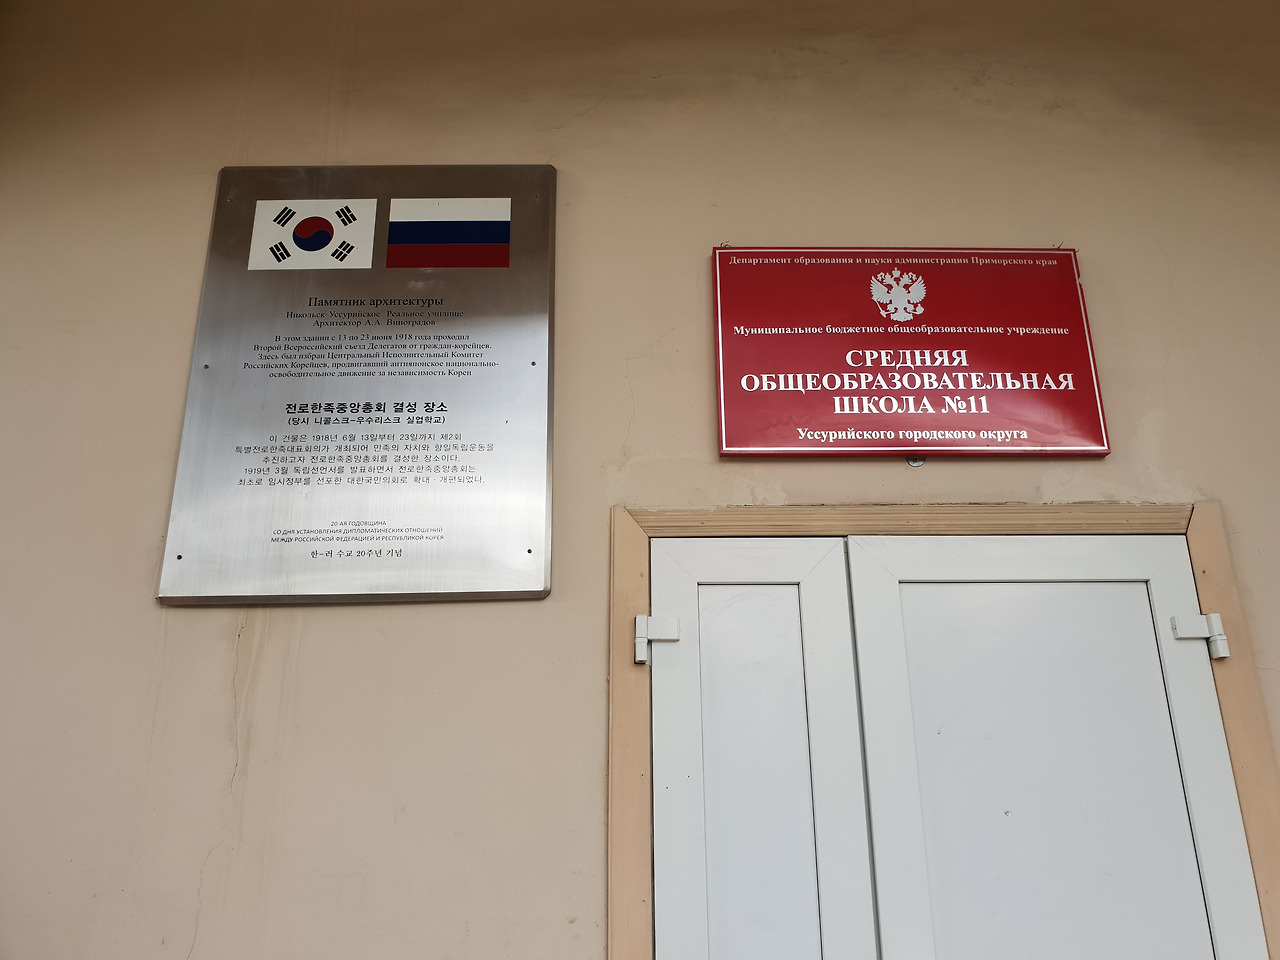 Памятник архитектуры
Никольск-Уссурийское Реальное училище
Архитектор А.А. Виноградов
В этом здании с 13 по 23 июня 1918 года проходил
Второй Всероссийский съезд Делегатов от граждан-корейцев.
Здесь был избран Центральный Исполнительный Комитет
Российских Корейцев, продвигавший антияпонское национально-
освободительное движение за независимость Кореи
전로한족중앙총회 결성 장소
(당시 니콜스크-우수리스크 실업학교)
이 건물은 1918년 6월 13일부터 23일까지 제2회
특별전로한족대표회의가 개최되어 민족의 자치와 항일독립운동을
추진하고자 전로한족중앙총회를 결성한 장소이다.
1919년 3월 독립선언서를 발표하면서 전로한족중앙총회는
최초로 임시정부를 선포한 대한국민의회로 확대 · 개편되었다.
20-АЯ ГОДОВЩИНА
СО ДНЯ УСТАНОВЛЕНИЯ ДИПЛОМАТИЧЕСКИХ ОТНОШЕНИЙ
МЕЖДУ РОССИЙСКОЙ ФЕДЕРАЦИЕЙ И РЕСПУБЛИКОЙ КОРЕЯ
한-러 수교 20주년 기념
Департамент образования и науки администрации Приморского края
Муниципальное бюджетное общеобразовательное учреждение
СРЕДНЯЯ
ОБЩЕОБРАЗОВАТЕЛЬНАЯ
ШКОЛА №11
Уссурийского городского округа